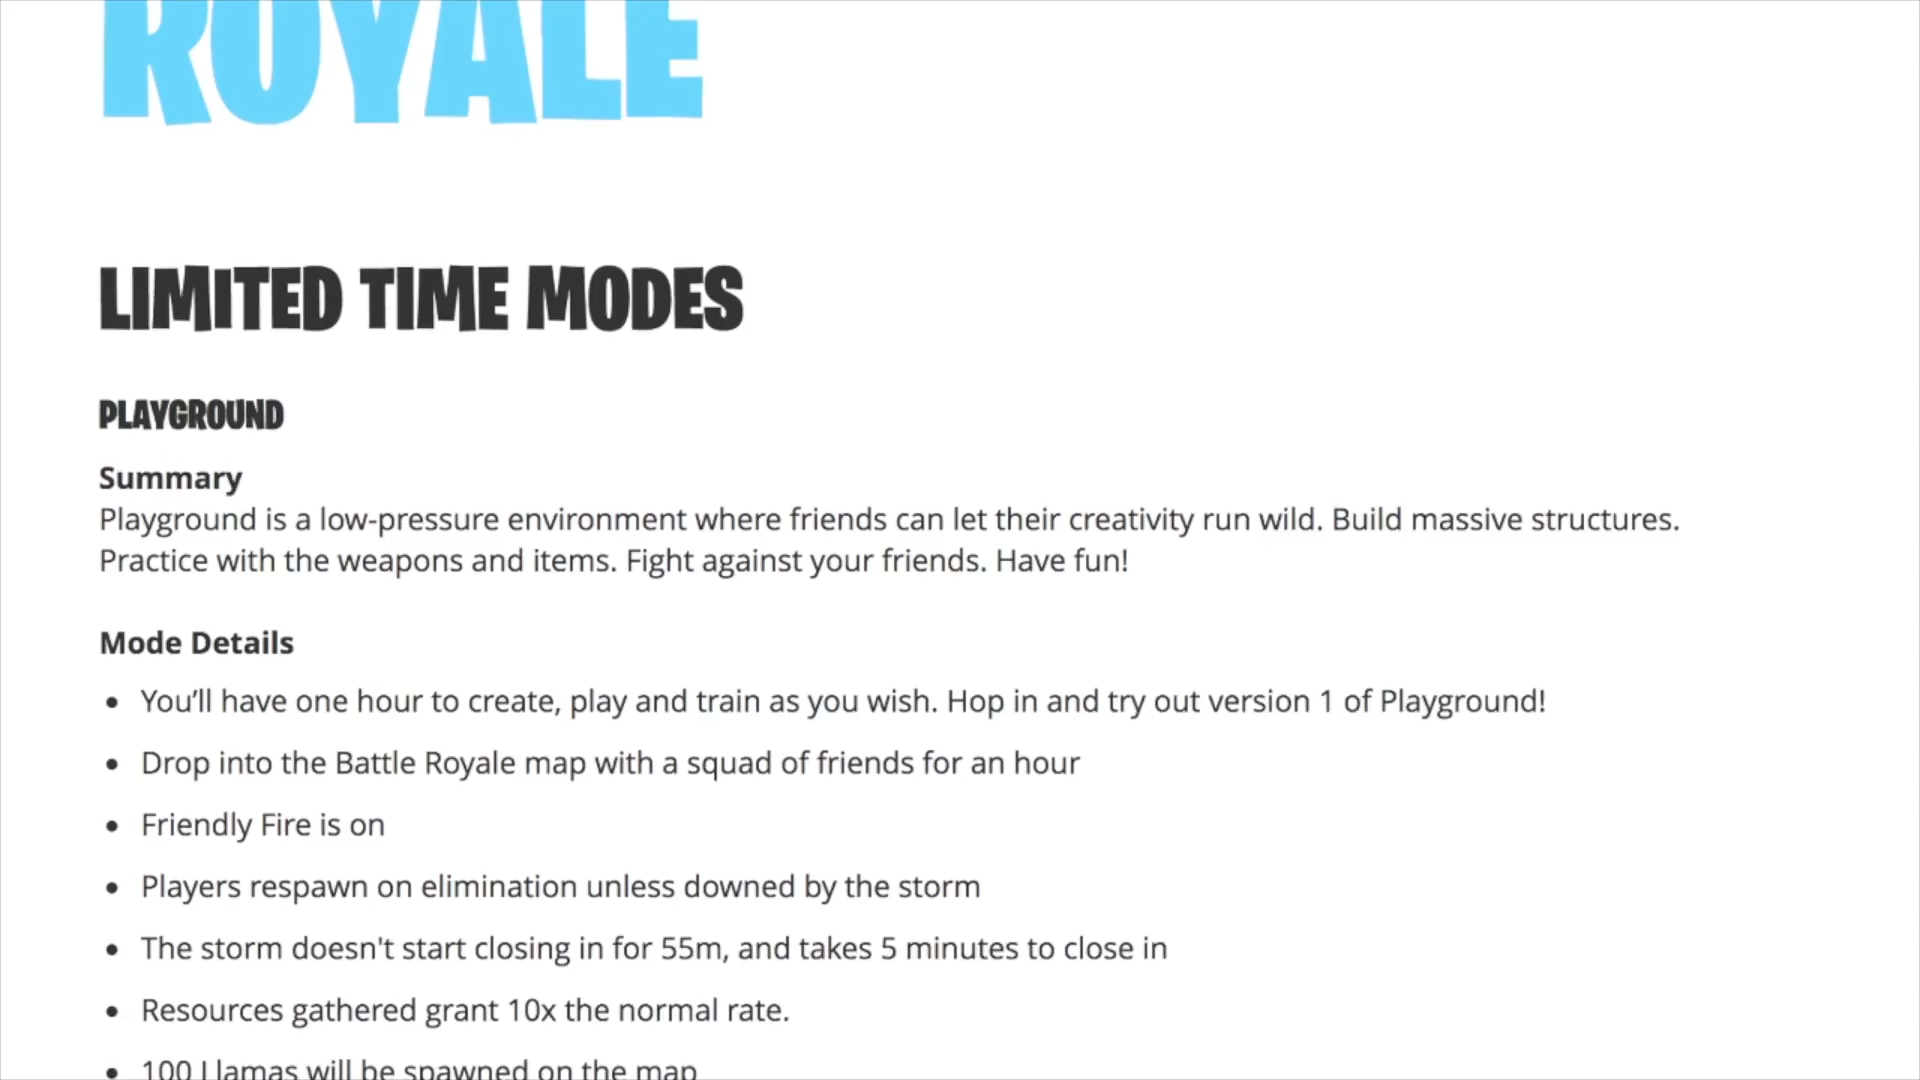 ROYALE
LIMITED TIME MODES
PLAYGROUND
Summary
Playground is a low-pressure environment where friends can let their creativity run wild. Build massive structures.
Practice with the weapons and items. Fight against your friends. Have fun!
Mode Details
• You’ll have one hour to create, play and train as you wish. Hop in and try out version 1 of Playground!
• Drop into the Battle Royale map with a squad of friends for an hour
• Friendly Fire is on
• Players respawn on elimination unless downed by the storm
• The storm doesn't start closing in for 55m, and takes 5 minutes to close in
• Resources gathered grant 10x the normal rate.
• 100 Llamas will be spawned on the map